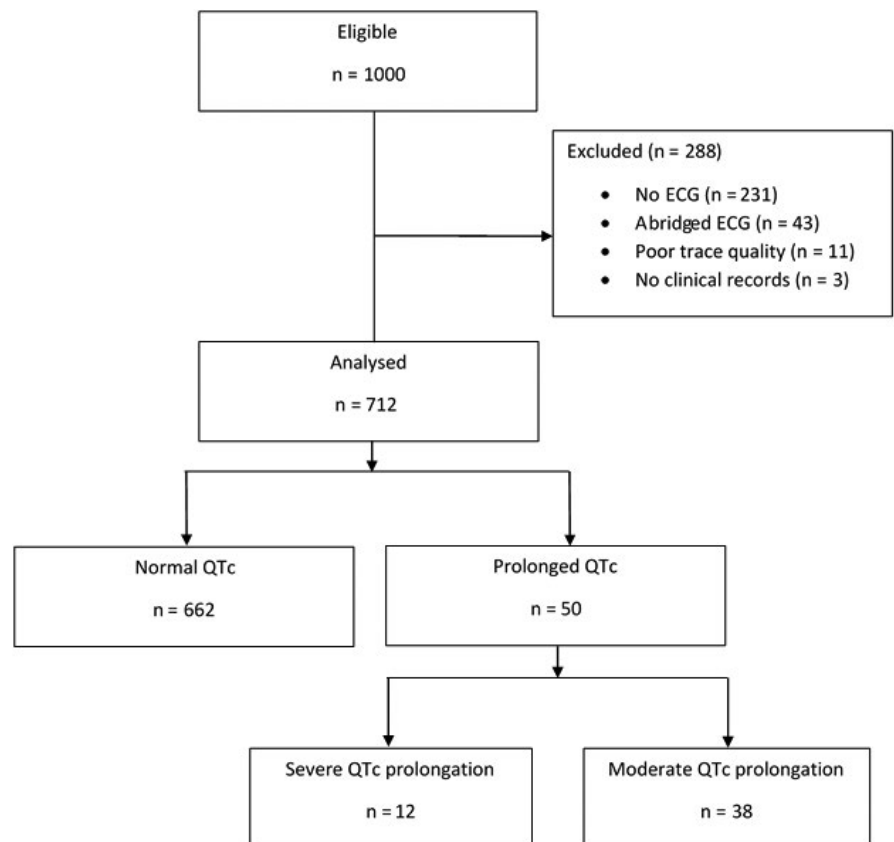 Eligible
n = 1000
Excluded (n = 288)
• No ECG (n = 231)
• Abridged ECG (n = 43)
• Poor trace quality (n = 11)
• No clinical records (n = 3)
Analysed
n = 712
Normal QTc
n = 662
Prolonged QTc
n = 50
Severe QTc prolongation
n = 12
Moderate QTc prolongation
n = 38